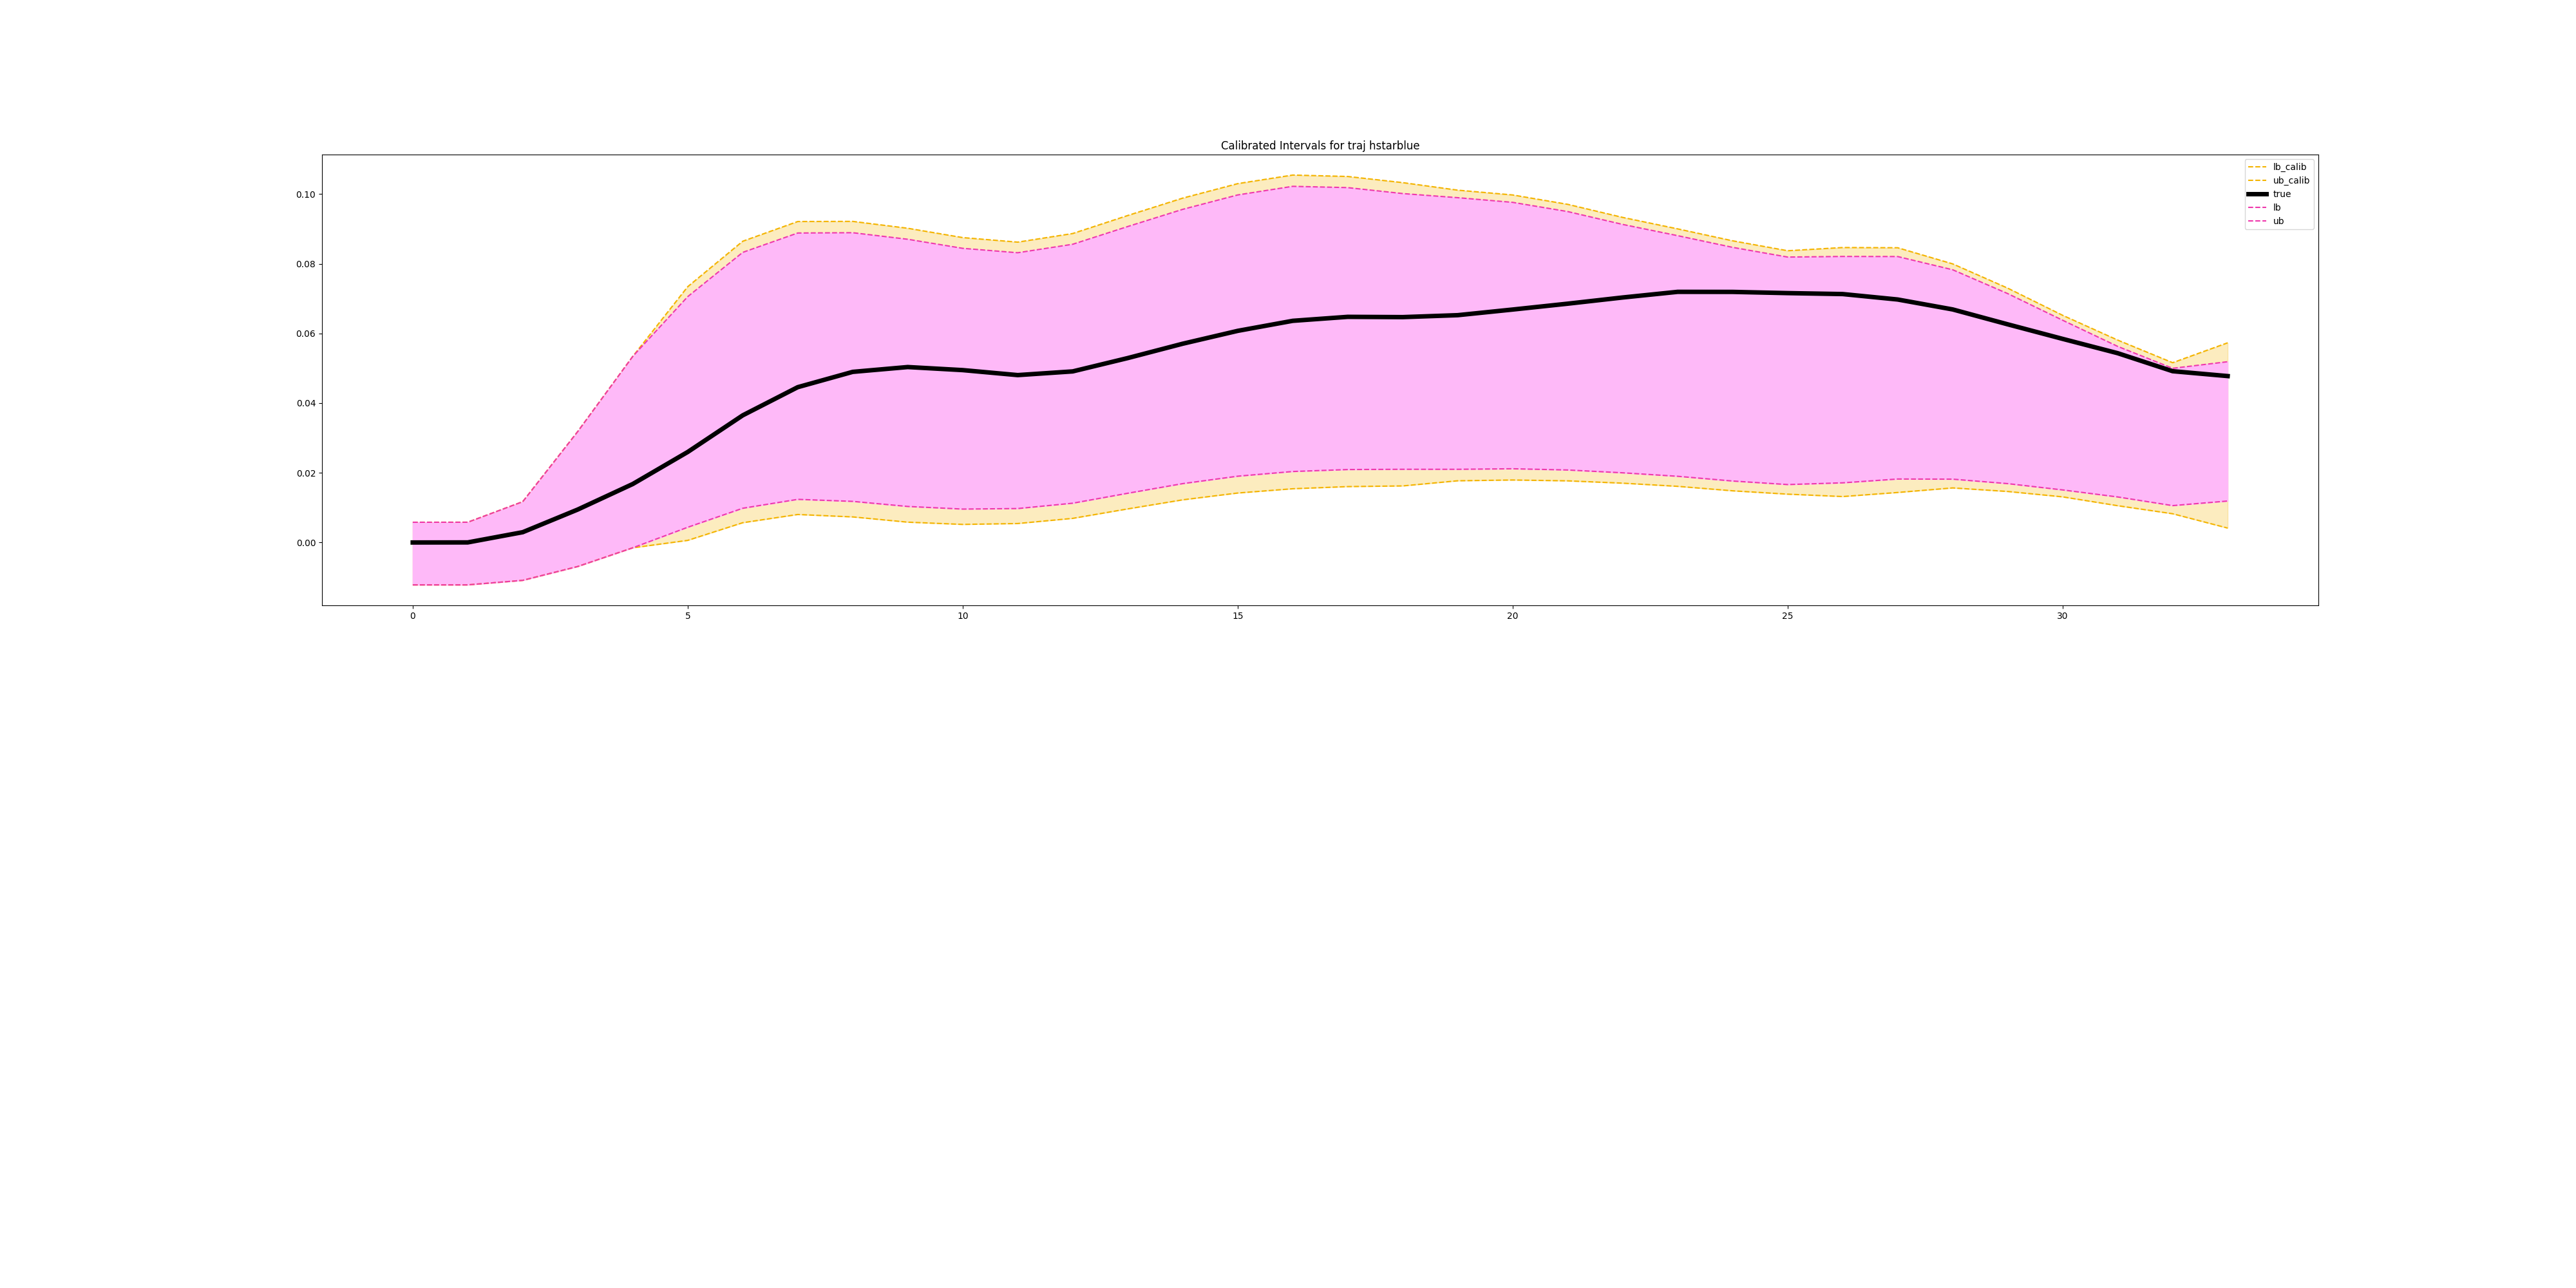 Calibrated Intervals for traj hstarblue
lb_calib
ub_calib
true
lb
ub
0.10
0.08
0.06
0.04
0.02
0.00
0 5 10 15 20 25 30